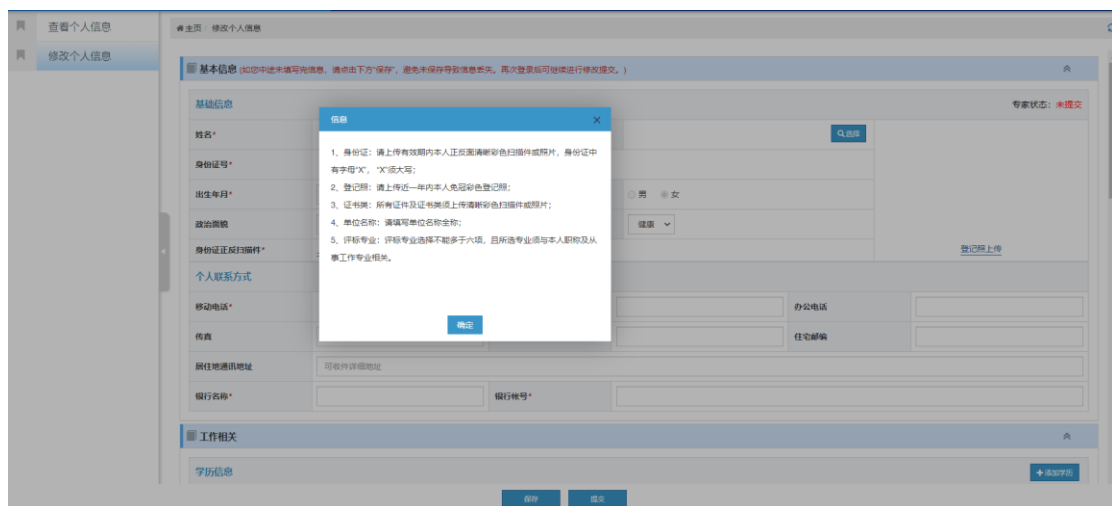 查看个人信息
修改个人信息
主页 修改个人信息
基本信息 (如您中途未填写完信息，请点击下方“保存”，避免未保存导致信息丢失。再次登录后可继续进行修改提交。)
基础信息
专家状态：未提交
姓名*
选择
身份证号*
出生年月*
男 女
政治面貌
健康
身份证正反扫描件*
登记照上传
信息
1、身份证：请上传有效期内本人正反面清晰彩色扫描件或照片，身份证中
有字母“X”， “X”须大写；
2、登记照：请上传近一年内本人免冠彩色登记照；
3、证书类：所有证件及证书类须上传清晰彩色扫描件或照片；
4、单位名称：请填写单位名称全称；
5、评标专业：评标专业选择不能多于六项，且所选专业须与本人职称及从
事工作专业相关。
确定
个人联系方式
移动电话*
办公电话
传真
住宅邮编
居住地通讯地址
可收件详细地址
银行名称*
银行帐号*
工作相关
学历信息
添加学历
保存
提交